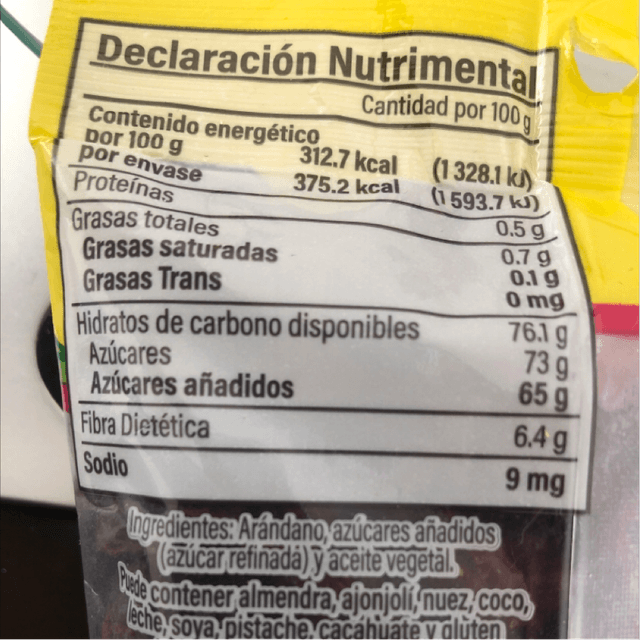 Declaración Nutrimental
Cantidad por 100 g
Contenido energético
por 100 g 312.7 kcal (1 328.1 kJ)
por envase 375.2 kcal (1 593.7 kJ)
Proteínas 0.5 g
Grasas totales 0.7 g
Grasas saturadas 0.1 g
Grasas Trans 0 mg
Hidratos de carbono disponibles 76.1 g
Azúcares 73 g
Azúcares añadidos 65 g
Fibra Dietética 6.4 g
Sodio 9 mg
Ingredientes: Arándano, azúcares añadidos
(azúcar refinada) y aceite vegetal.
Puede contener almendra, ajonjolí, nuez, coco,
leche, soya, pistache, cacahuate y gluten